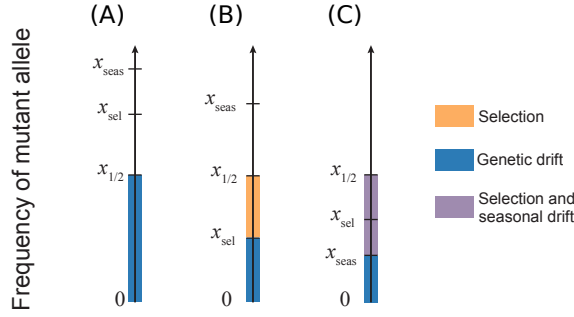 (A) (B) (C)
Frequency of mutant allele
x_seas
x_sel
x_1/2
0
x_seas
x_1/2
x_sel
0
x_1/2
x_sel
x_seas
0
Selection
Genetic drift
Selection and
seasonal drift